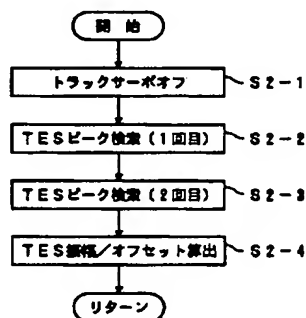 開始
トラックサーボオフ S2-1
TESピーク検索（1回目） S2-2
TESピーク検索（2回目） S2-3
TES振幅／オフセット算出 S2-4
リターン